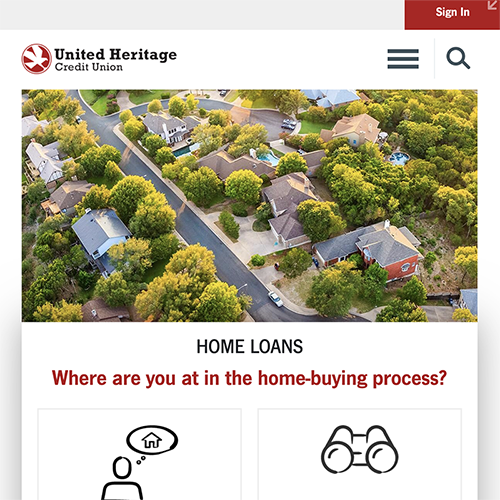 Sign In
United Heritage
Credit Union
HOME LOANS
Where are you at in the home-buying process?